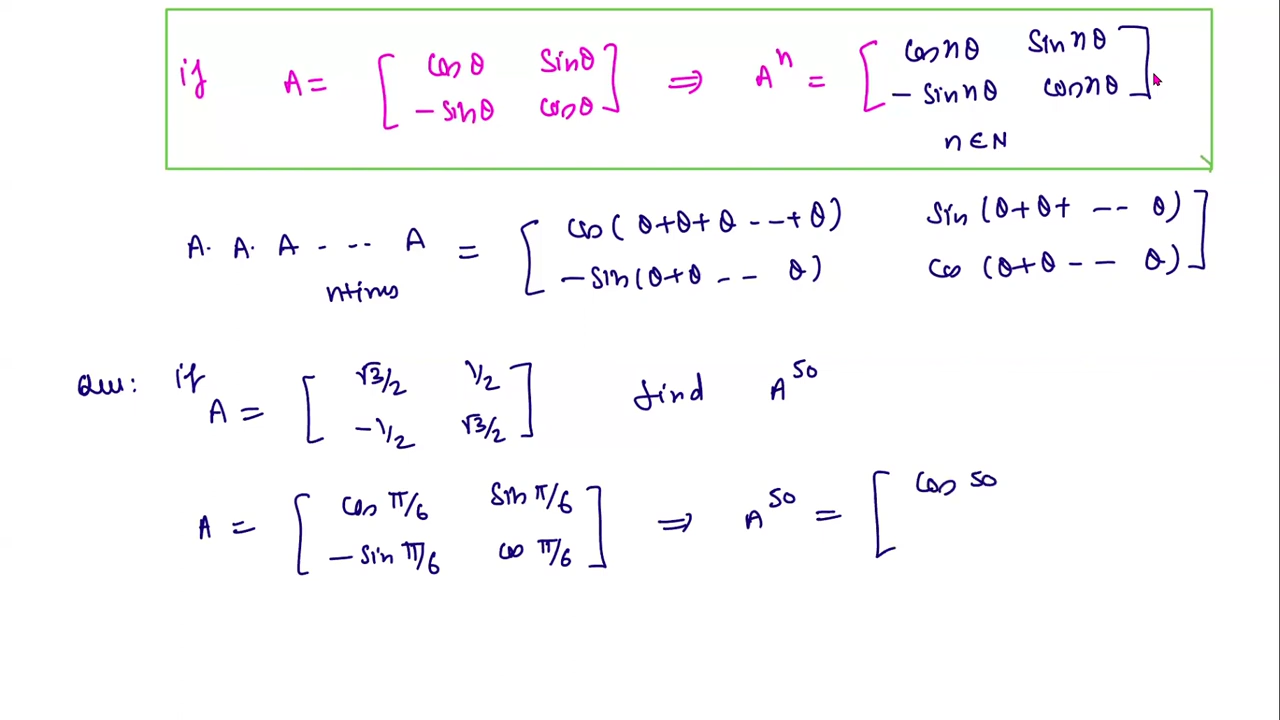 if A = [ cosθ sinθ
-sinθ cosθ ] ⇒ Aⁿ = [ cosnθ sinnθ
-sinnθ cosnθ ]
n∈N
A. A. A - -- A = [ cos(θ+θ+θ --+θ) sin(θ+θ+ -- θ)
ntimes -sin(θ+θ -- θ) cos(θ+θ-- θ) ]
Que: if
A = [ √3/2 1/2
-1/2 √3/2 ] find A⁵⁰
A = [ cos π/6 sin π/6
-sin π/6 cos π/6 ] ⇒ A⁵⁰ = [ cos 50